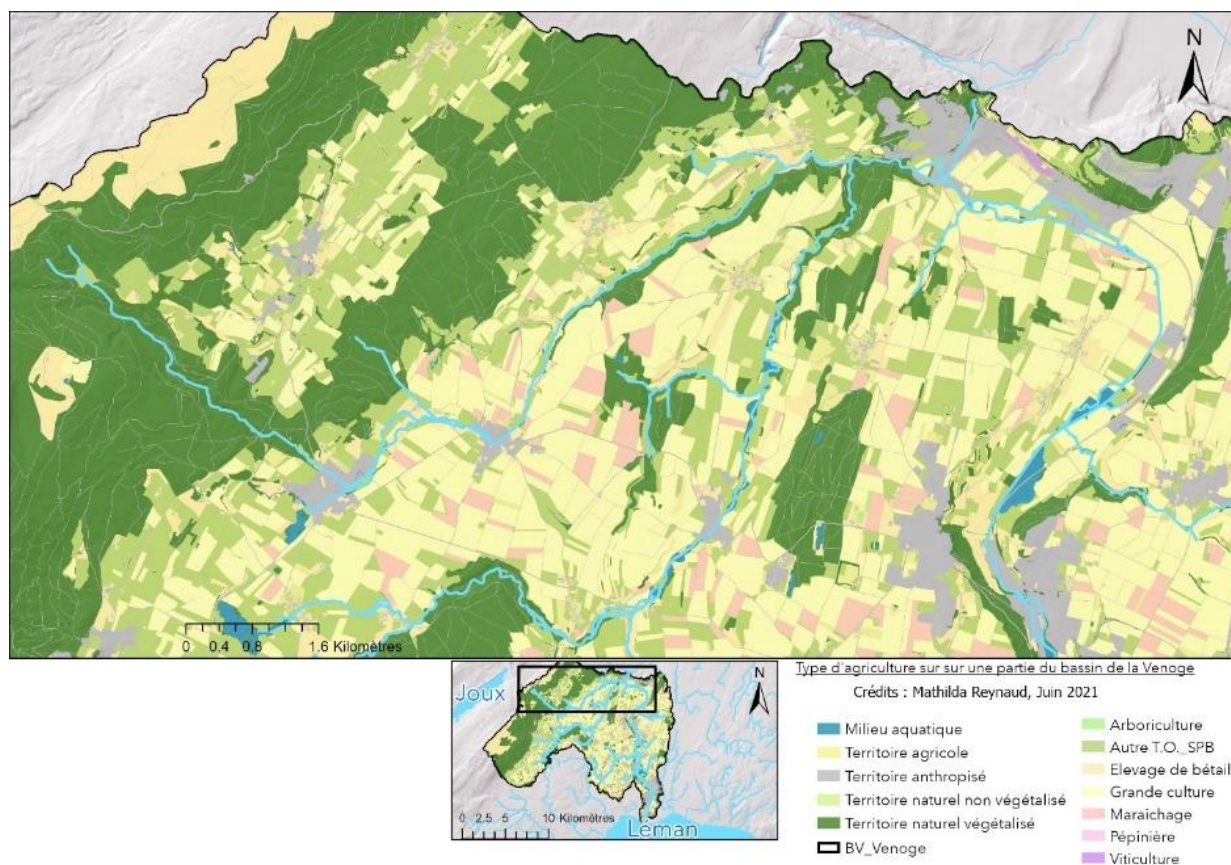 N
0 0.4 0.8 1.6 Kilomètres
Joux
N
0 2.5 5 10 Kilomètres
Léman
Type d'agriculture sur sur une partie du bassin de la Venoge
Crédits : Mathilda Reynaud, Juin 2021
Milieu aquatique
Territoire agricole
Territoire anthropisé
Territoire naturel non végétalisé
Territoire naturel végétalisé
BV_Venoge
Arboriculture
Autre T.O._SPB
Elevage de bétail
Grande culture
Maraîchage
Pépinière
Viticulture